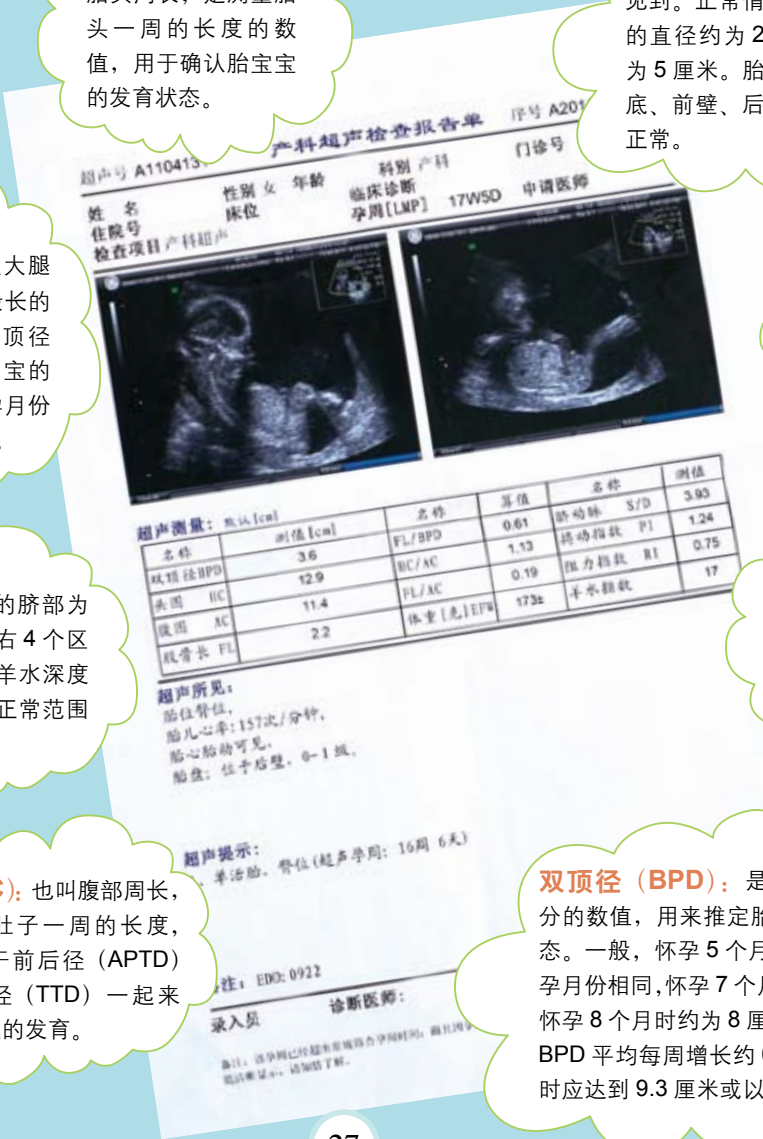 头一周的长度的数
值，用于确认胎宝宝
的发育状态。
的直径约为 2
为 5 厘米。胎
底、前壁、后
正常。
产科超声检查报告单
超声号 A110413
序号 A201
姓 名
性别 女 年龄
科别 产科
门诊号
住院号
床位
临床诊断
申请医师
检查项目 产科超声
孕周[LMP] 17W5D
大腿
长的
顶径
宝的
月份
超声测量：默认[cm]
名称 测值[cm] 名称 算值 名称 测值
双顶径BPD 3.6 FL/BPD 0.61 脐动脉 S/D 3.93
头围 HC 12.9 HC/AC 1.13 搏动指数 PI 1.24
腹围 AC 11.4 FL/AC 0.19 阻力指数 RI 0.75
股骨长 FL 2.2 体重[克]EFW 173± 羊水指数 17
的脐部为
右 4 个区
羊水深度
正常范围
超声所见：
胎位臀位，
胎儿心率：157次/分钟，
胎心胎动可见，
胎盘：位于后壁，0-1 级，
超声提示：
单活胎，臀位(超声孕周：16周 6天)
C）：也叫腹部周长，
肚子一周的长度，
前后径（APTD）
径（TTD）一起来
的发育。
双顶径（BPD）：是
分的数值，用来推定胎
态。一般，怀孕 5 个月
孕月份相同，怀孕 7 个月
怀孕 8 个月时约为 8 厘
BPD 平均每周增长约
时应达到 9.3 厘米或以
注：EDD：0922
录入员 诊断医师：
27